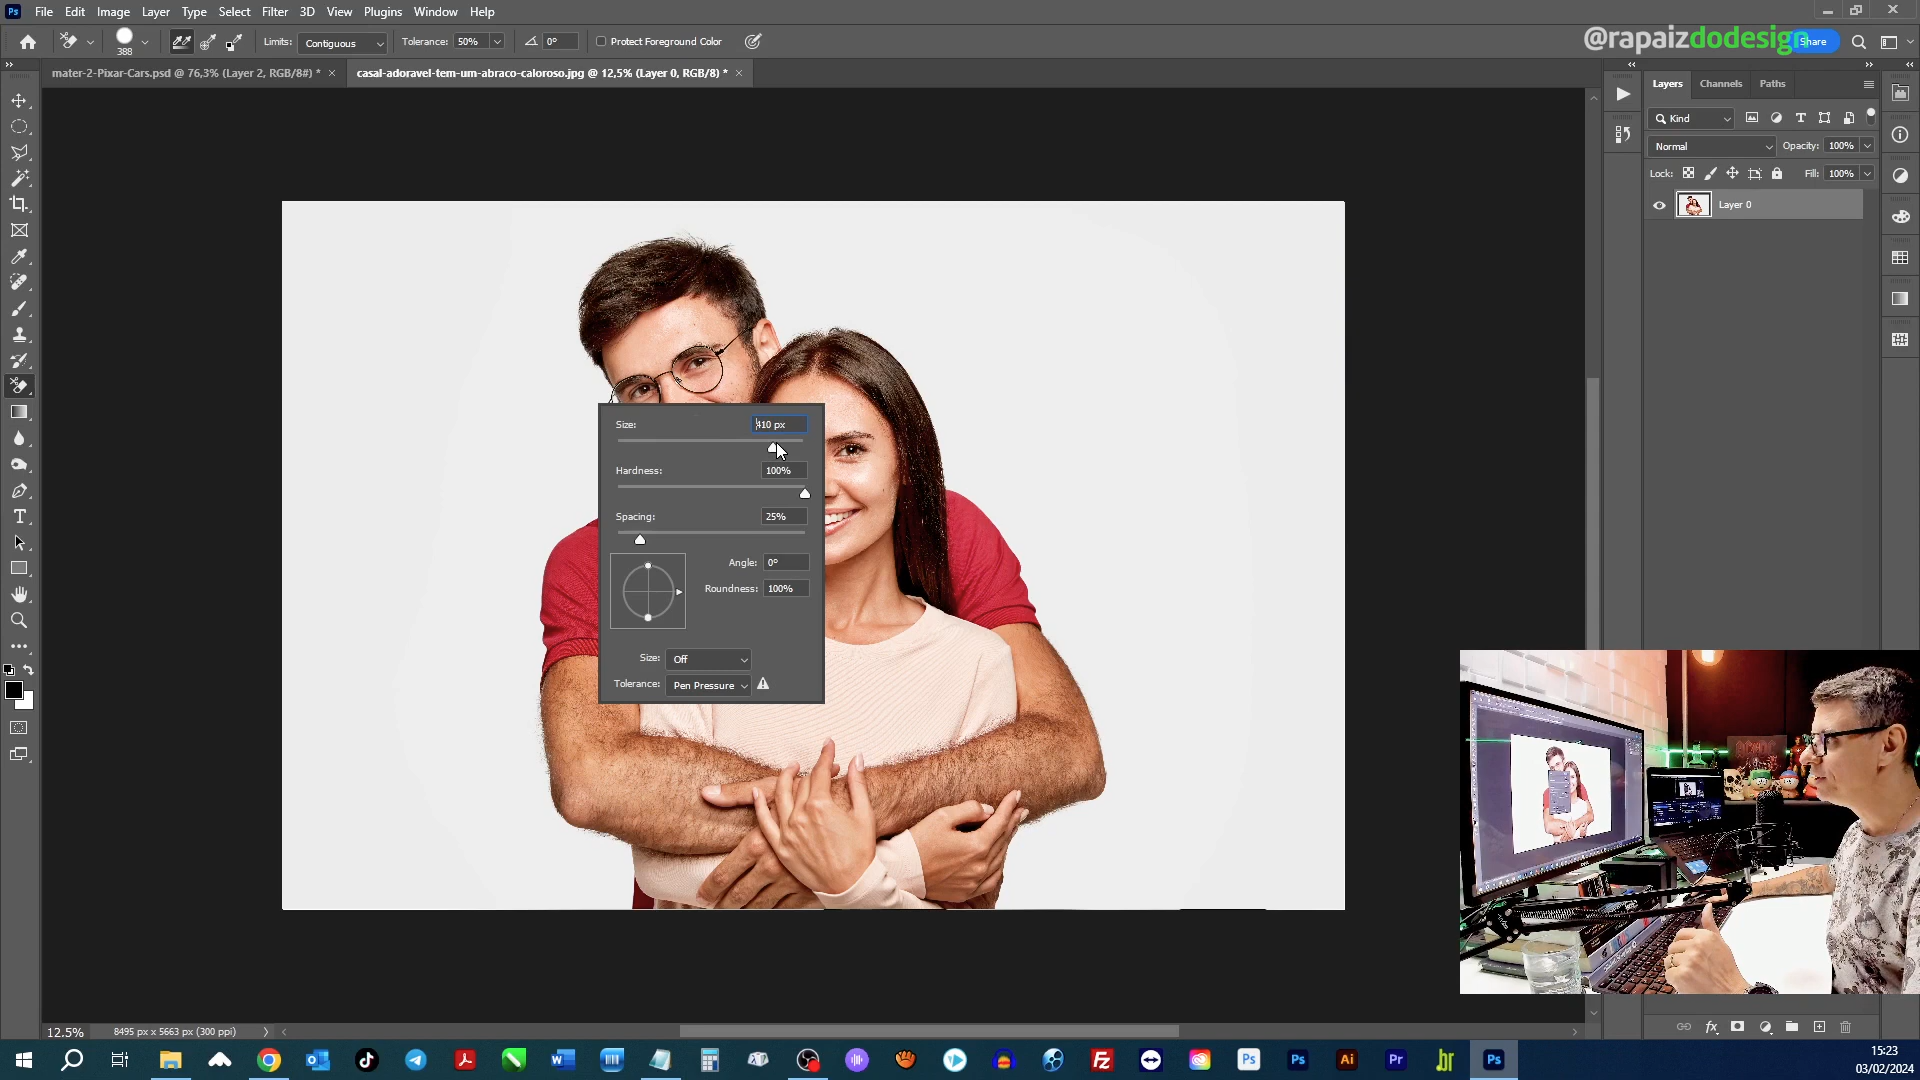 File Edit Image Layer Type Select Filter 3D View Plugins Window Help
388 Limits: Contiguous Tolerance: 50% 0° Protect Foreground Color
@rapaizdodesign Share
mater-2-Pixar-Cars.psd @ 76,3% (Layer 2, RGB/8#) * × casal-adoravel-tem-um-abraco-caloroso.jpg @ 12,5% (Layer 0, RGB/8) * ×
Layers Channels Paths
Kind
Normal Opacity: 100%
Lock: Fill: 100%
Layer 0
Size: 410 px
Hardness: 100%
Spacing: 25%
Angle: 0°
Roundness: 100%
Size: Off
Tolerance: Pen Pressure
12.5% 8495 px x 5663 px (300 ppi)
15:23
03/02/2024